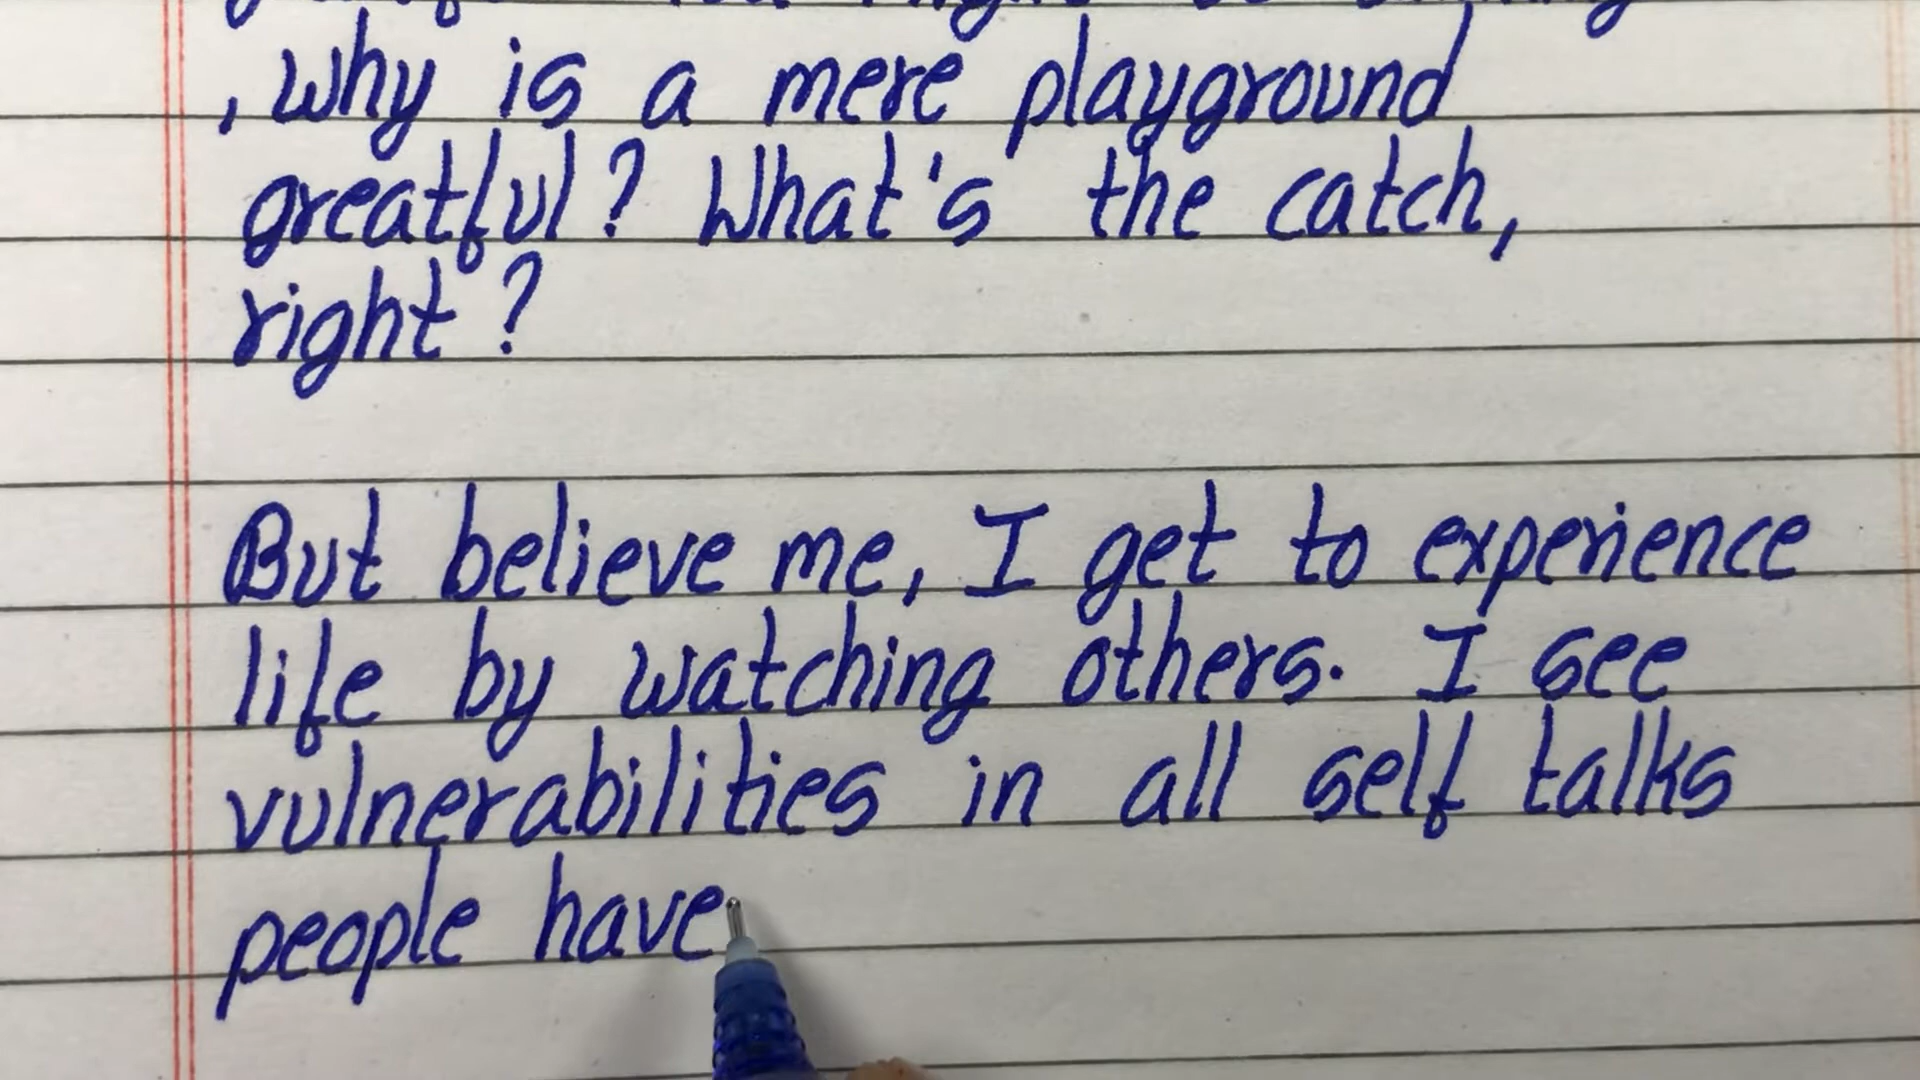 , why is a mere playground
greatful? What's the catch,
right?
But believe me, I get to experience
life by watching others. I see
vulnerabilities in all self talks
people have